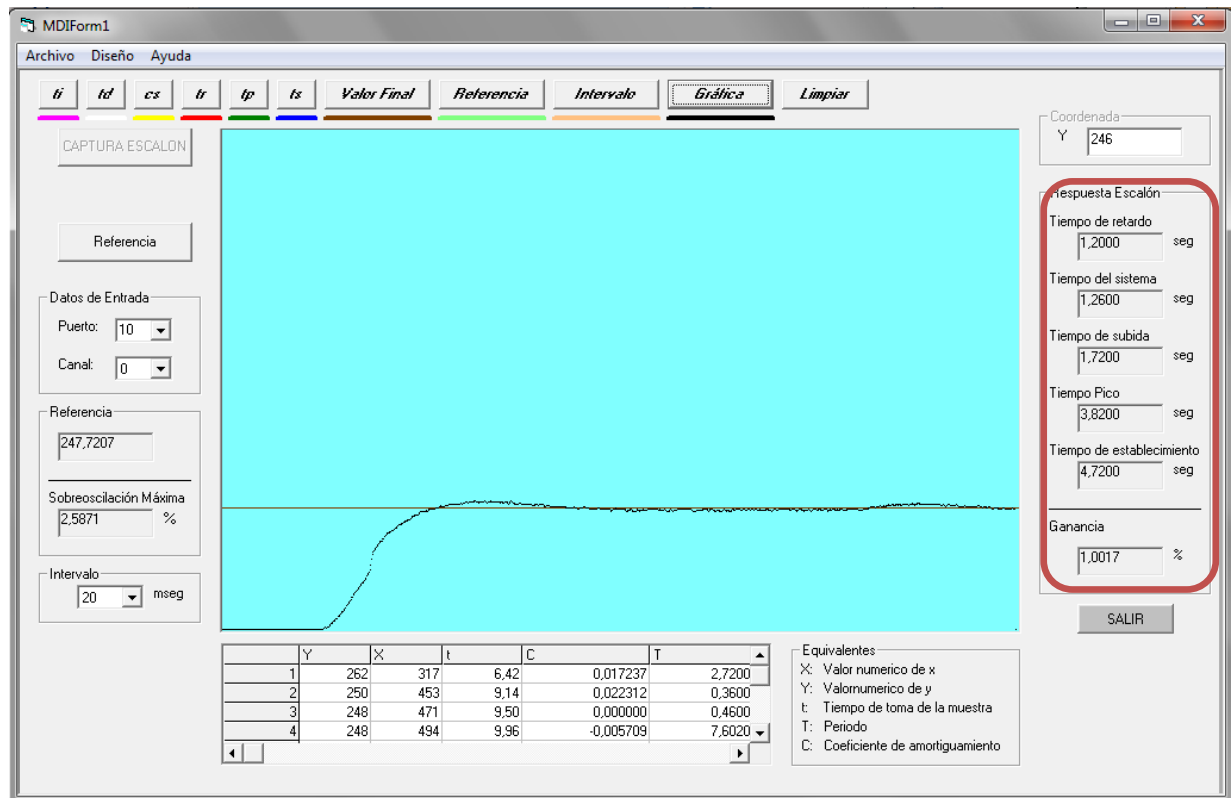 MDIForm1
Archivo Diseño Ayuda
ti td cs tr tp ts Valor Final Referencia Intervalo Gráfica Limpiar
CAPTURA ESCALON
Referencia
Datos de Entrada
Puerto: 10
Canal: 0
Referencia
247,7207
Sobreoscilación Máxima
2,5871 %
Intervalo
20 mseg
Coordenada
Y 246
Respuesta Escalón
Tiempo de retardo
1,2000 seg
Tiempo del sistema
1,2600 seg
Tiempo de subida
1,7200 seg
Tiempo Pico
3,8200 seg
Tiempo de establecimiento
4,7200 seg
Ganancia
1,0017 %
SALIR
Y X t C T
1 262 317 6,42 0,017237 2,7200
2 250 453 9,14 0,022312 0,3600
3 248 471 9,50 0,000000 0,4600
4 248 494 9,96 -0,005709 7,6020
Equivalentes
X: Valor numerico de x
Y: Valornumerico de y
t: Tiempo de toma de la muestra
T: Periodo
C: Coeficiente de amortiguamiento